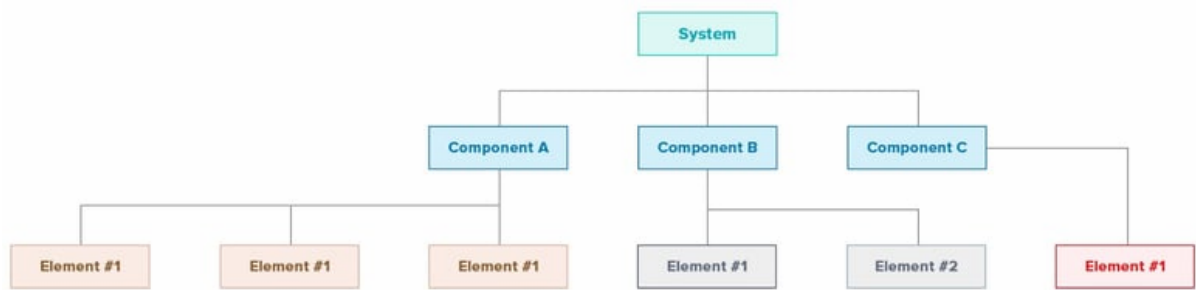 System
Component A
Component B
Component C
Element #1
Element #1
Element #1
Element #1
Element #2
Element #1